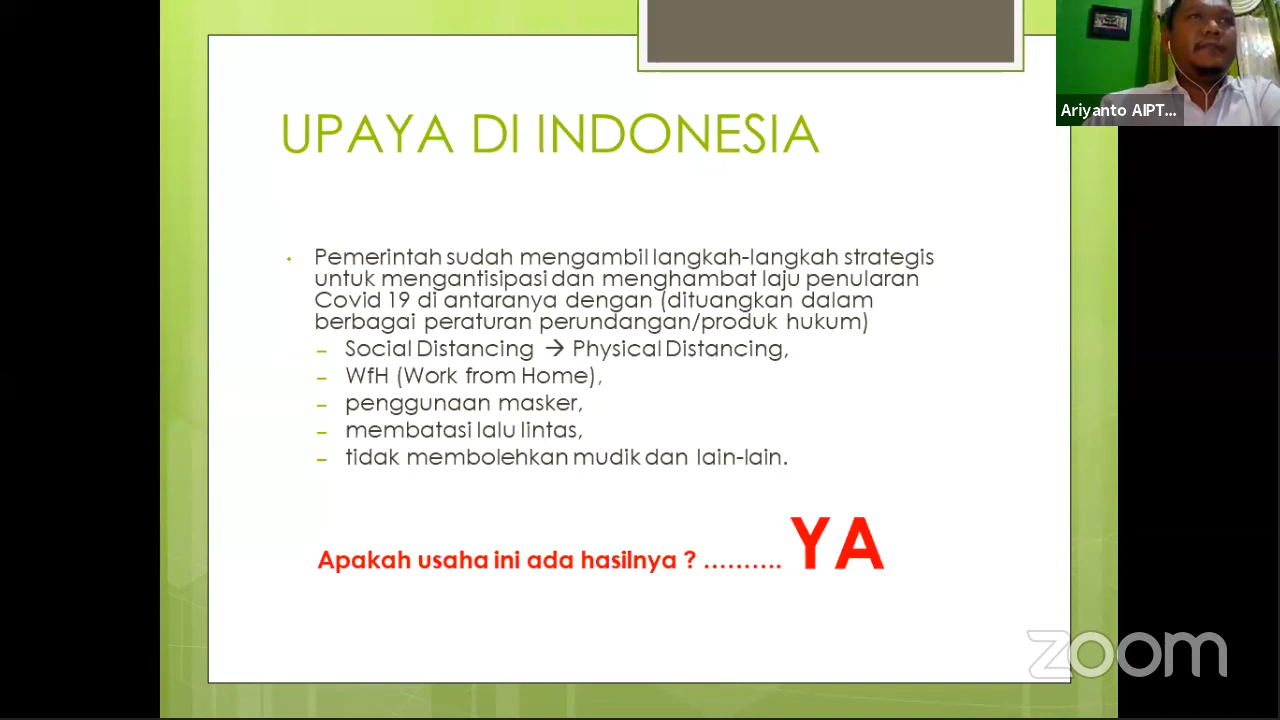 UPAYA DI INDONESIA
• Pemerintah sudah mengambil langkah-langkah strategis
untuk mengantisipasi dan menghambat laju penularan
Covid 19 di antaranya dengan (dituangkan dalam
berbagai peraturan perundangan/produk hukum)
– Social Distancing → Physical Distancing,
– WfH (Work from Home),
– penggunaan masker,
– membatasi lalu lintas,
– tidak membolehkan mudik dan lain-lain.
Apakah usaha ini ada hasilnya ? ………. YA
Ariyanto AIPT...
zoom